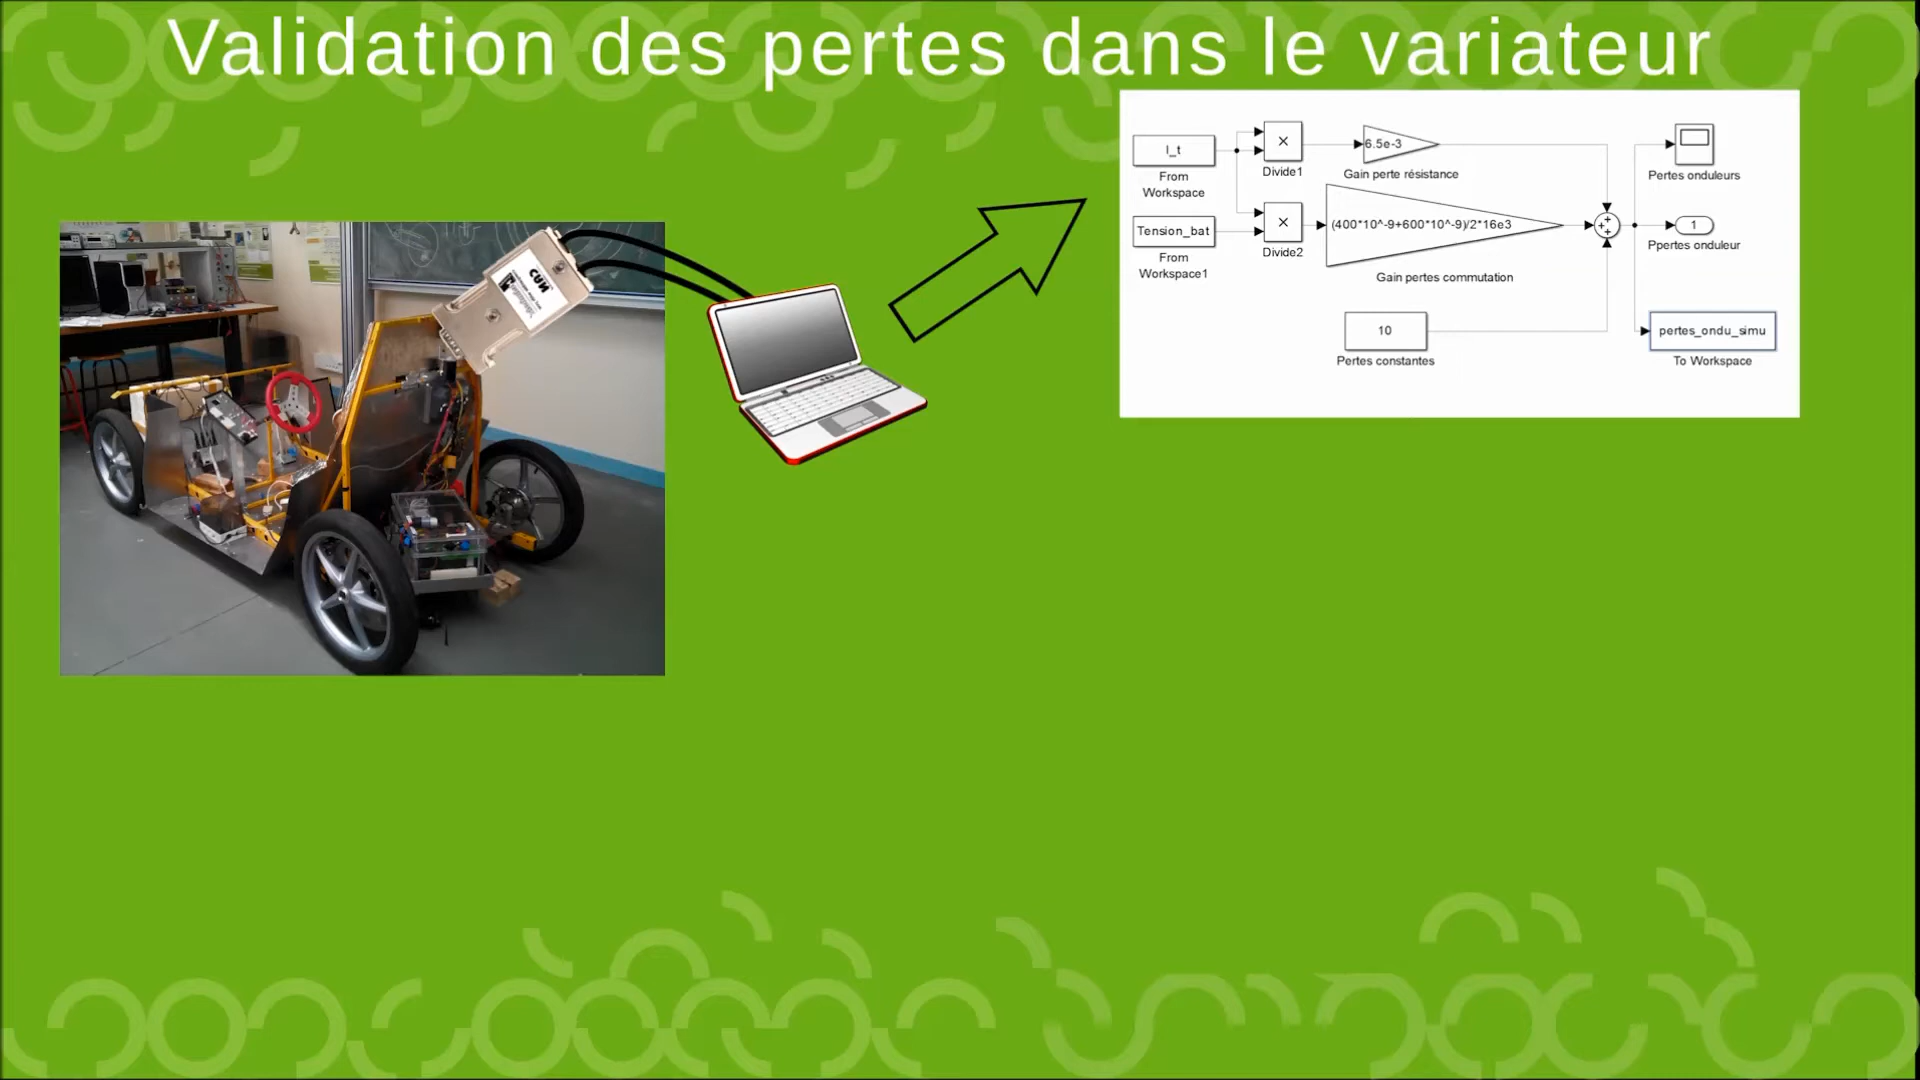 Validation des pertes dans le variateur
I_t
From
Workspace
×
Divide1
6.5e-3
Gain perte résistance
Pertes onduleurs
Tension_bat
From
Workspace1
×
Divide2
(400*10^-9+600*10^-9)/2*16e3
Gain pertes commutation
1
Ppertes onduleur
10
Pertes constantes
pertes_ondu_simu
To Workspace
CAN